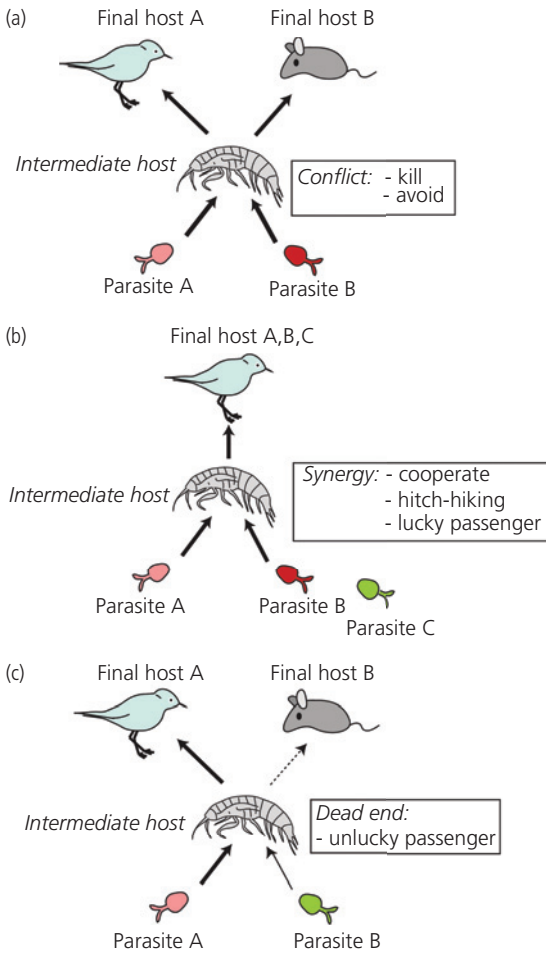 (a)
Final host A Final host B
Intermediate host
Conflict: - kill
- avoid
Parasite A Parasite B
(b)
Final host A,B,C
Intermediate host
Synergy: - cooperate
- hitch-hiking
- lucky passenger
Parasite A Parasite B
Parasite C
(c)
Final host A Final host B
Intermediate host
Dead end:
- unlucky passenger
Parasite A Parasite B